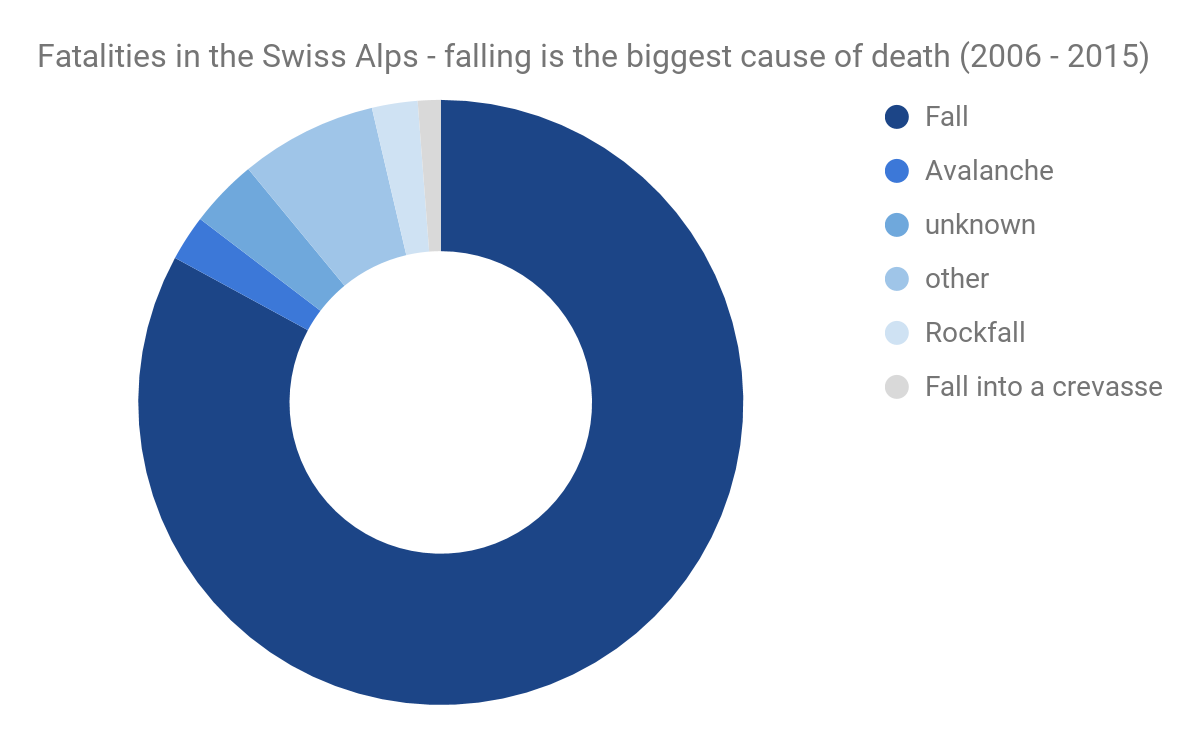 Fatalities in the Swiss Alps - falling is the biggest cause of death (2006 - 2015)
Fall
Avalanche
unknown
other
Rockfall
Fall into a crevasse